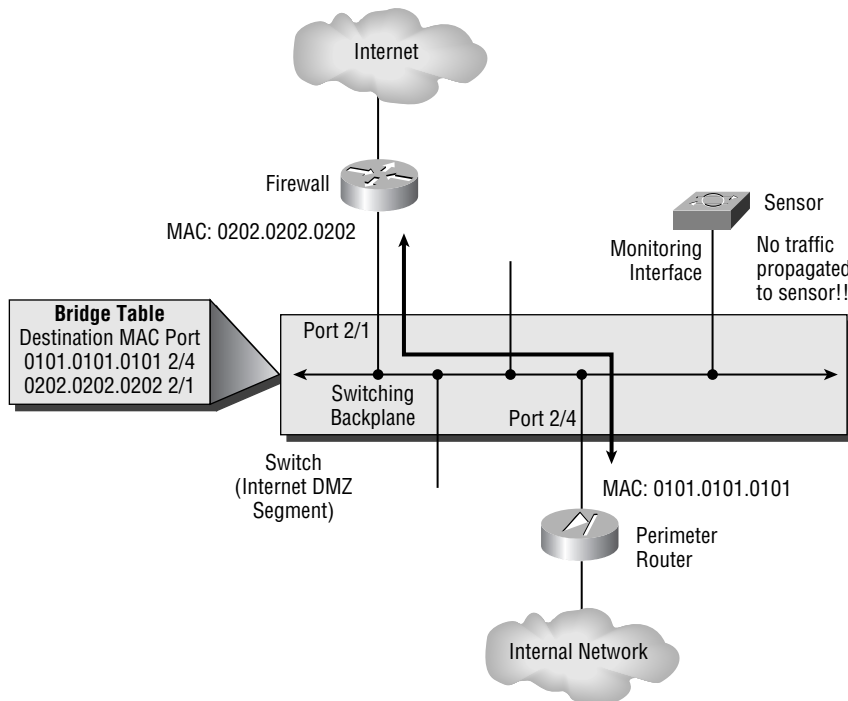 Internet
Firewall
MAC: 0202.0202.0202
Sensor
Monitoring
Interface
No traffic
propagated
to sensor!!
Bridge Table
Destination MAC Port
0101.0101.0101 2/4
0202.0202.0202 2/1
Port 2/1
Switching
Backplane
Port 2/4
Switch
(Internet DMZ
Segment)
MAC: 0101.0101.0101
Perimeter
Router
Internal Network